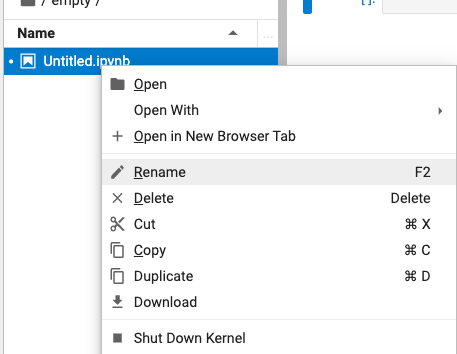 / empty /
[ ]:
Name
...
Untitled.ipynb
Open
Open With
Open in New Browser Tab
Rename F2
Delete Delete
Cut ⌘ X
Copy ⌘ C
Duplicate ⌘ D
Download
Shut Down Kernel